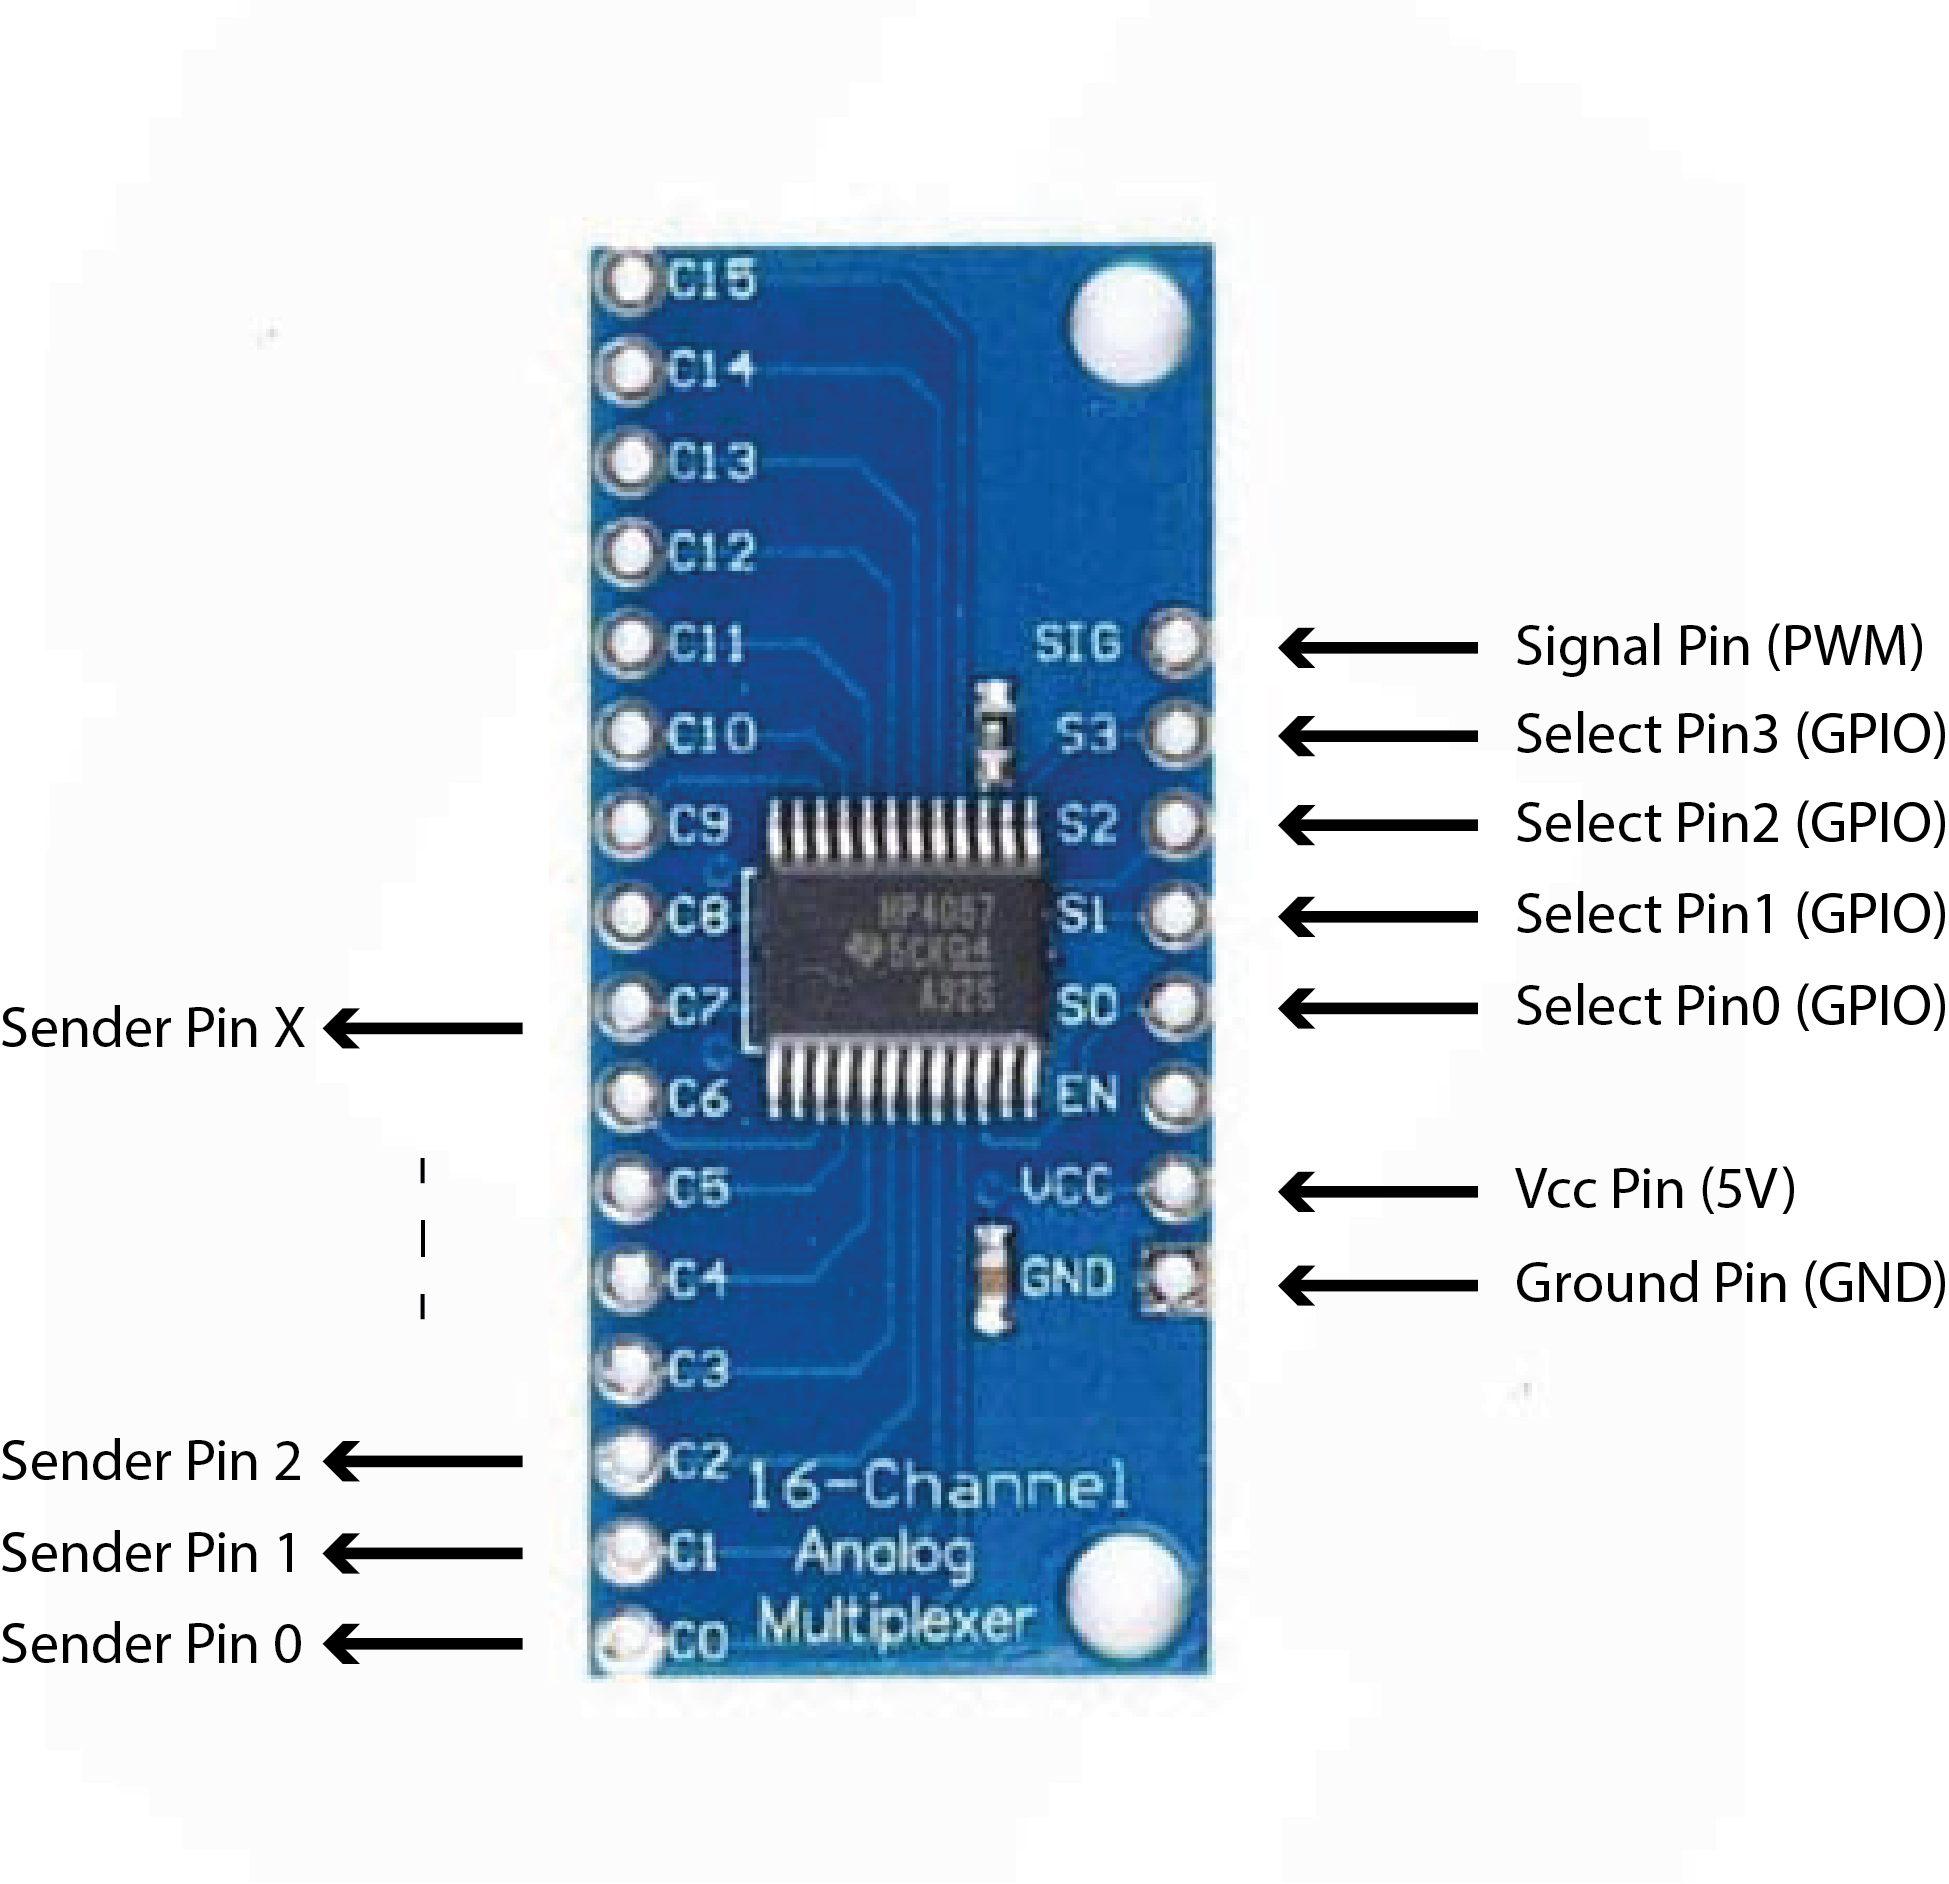 C15
C14
C13
C12
C11
C10
C9
C8
C7
C6
C5
C4
C3
C2
C1
C0
SIG
S3
S2
S1
S0
EN
VCC
GND
HP4067
A92S
16-Channel
Analog
Multiplexer
Sender Pin X
Sender Pin 2
Sender Pin 1
Sender Pin 0
Signal Pin (PWM)
Select Pin3 (GPIO)
Select Pin2 (GPIO)
Select Pin1 (GPIO)
Select Pin0 (GPIO)
Vcc Pin (5V)
Ground Pin (GND)